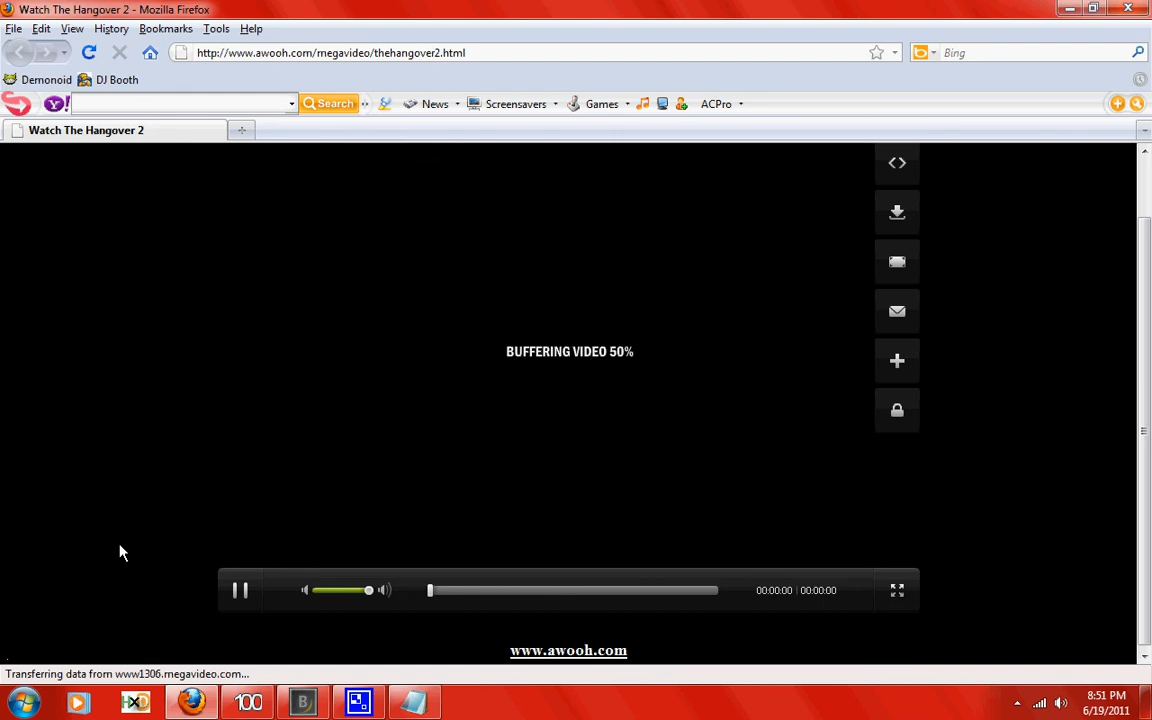 Watch The Hangover 2 - Mozilla Firefox
File Edit View History Bookmarks Tools Help
http://www.awooh.com/megavideo/thehangover2.html Bing
Demonoid DJ Booth
Y! Search News Screensavers Games ACPro
Watch The Hangover 2
BUFFERING VIDEO 50%
00:00:00 | 00:00:00
www.awooh.com
Transferring data from www1306.megavideo.com...
HXD 100 B 8:51 PM
6/19/2011